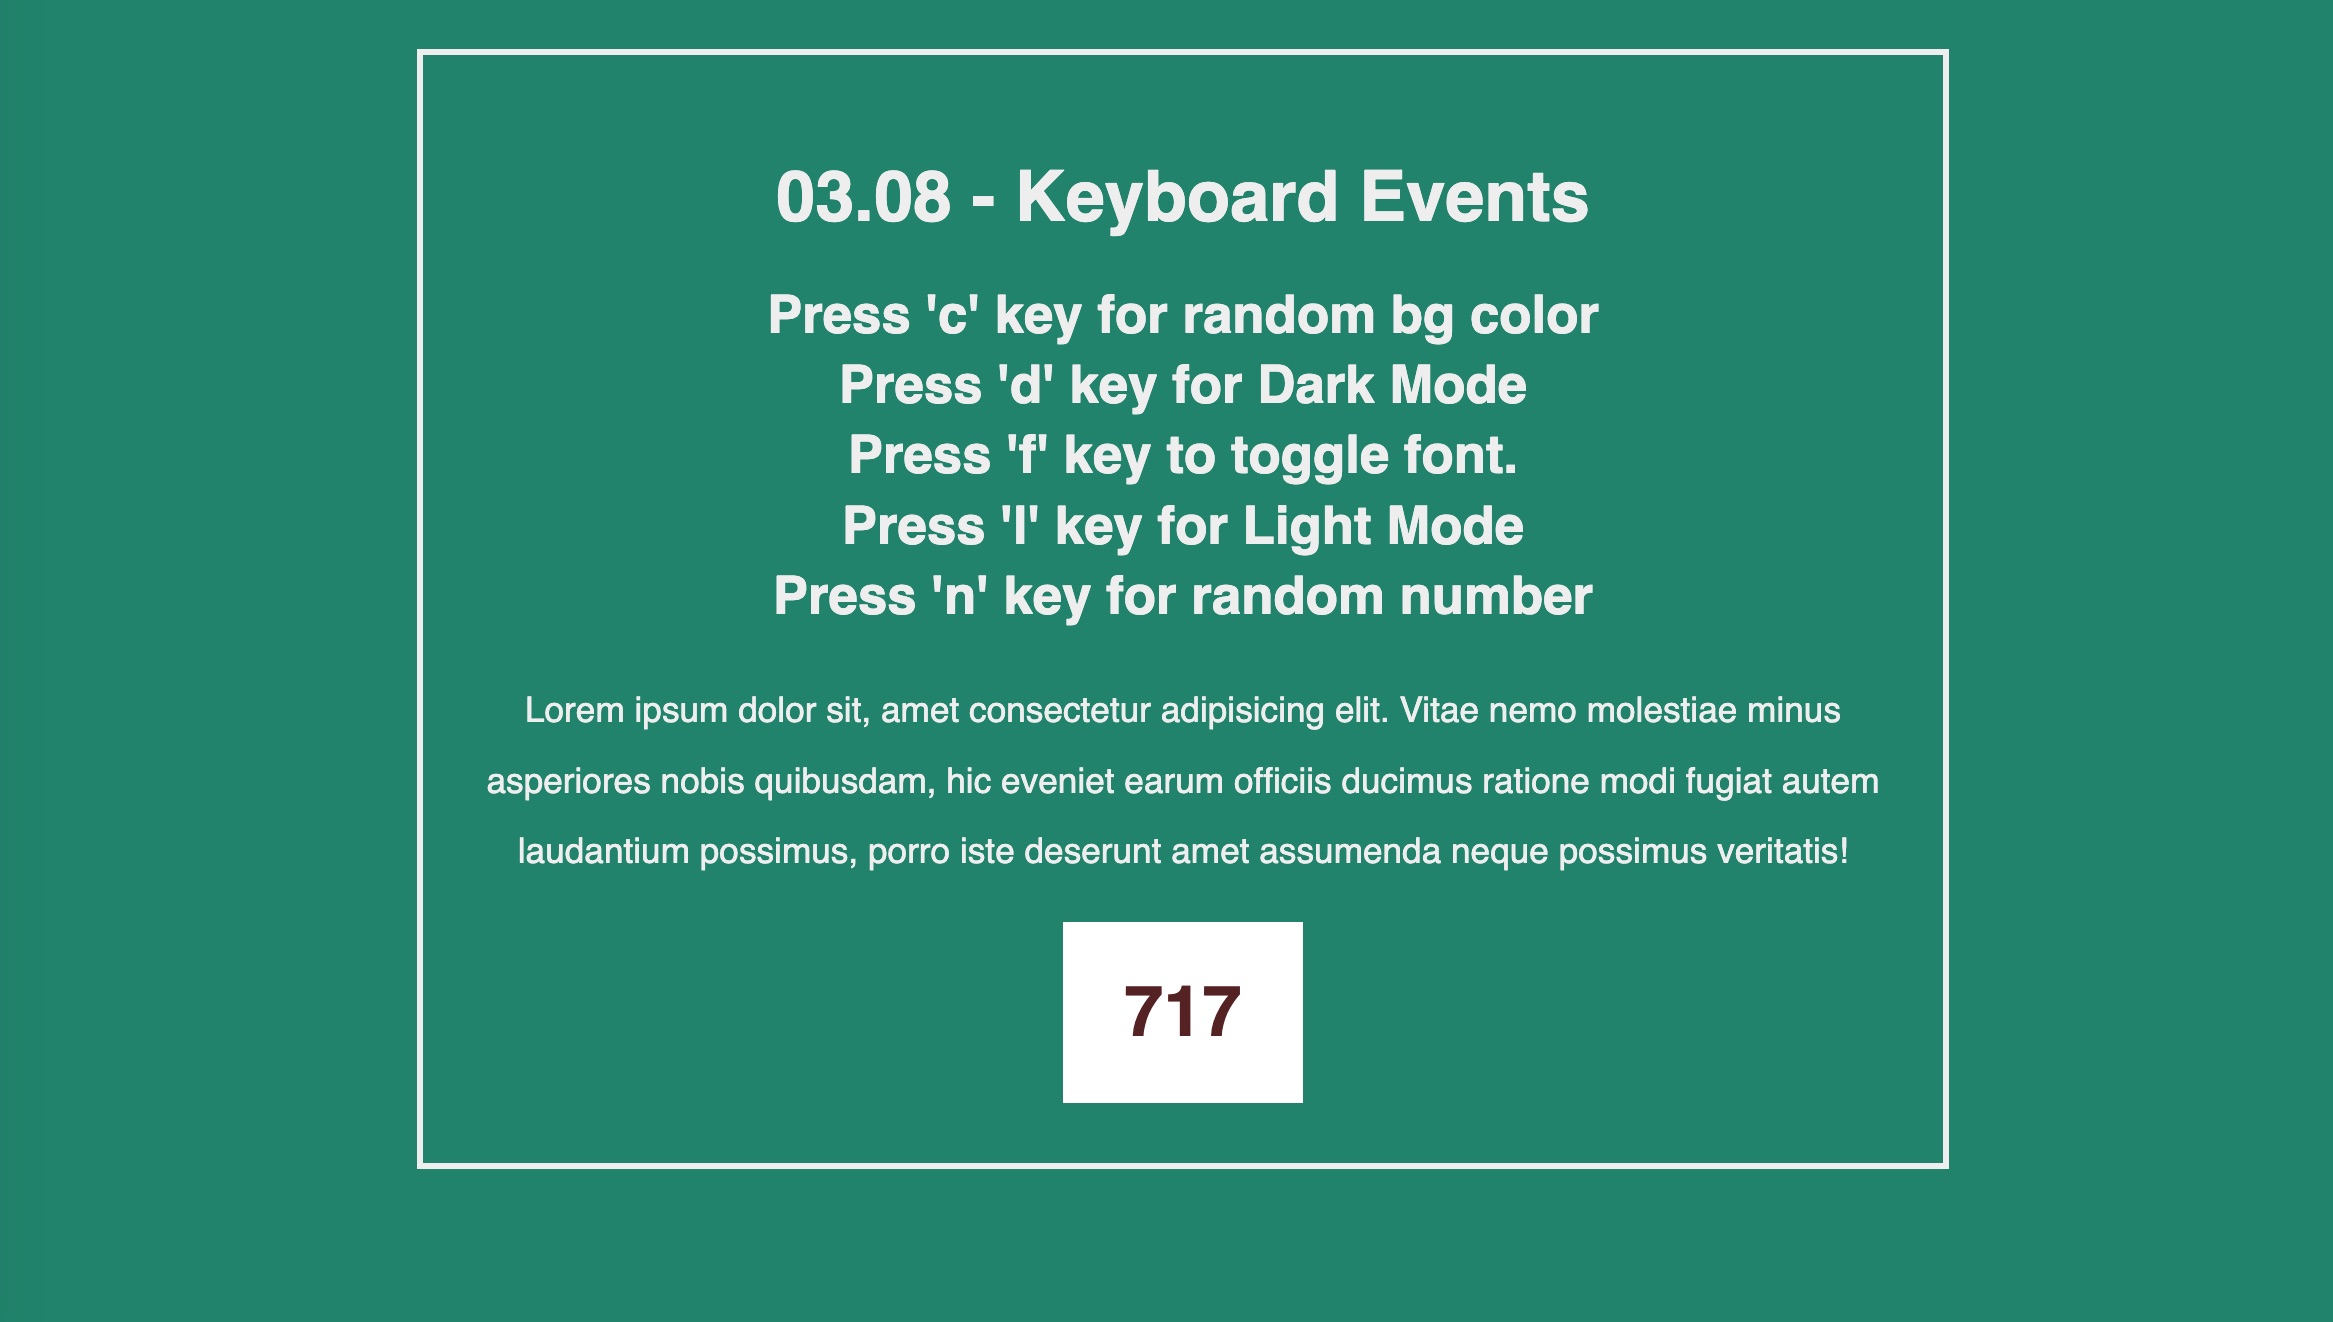 03.08 - Keyboard Events
Press 'c' key for random bg color
Press 'd' key for Dark Mode
Press 'f' key to toggle font.
Press 'l' key for Light Mode
Press 'n' key for random number
Lorem ipsum dolor sit, amet consectetur adipisicing elit. Vitae nemo molestiae minus
asperiores nobis quibusdam, hic eveniet earum officiis ducimus ratione modi fugiat autem
laudantium possimus, porro iste deserunt amet assumenda neque possimus veritatis!
717